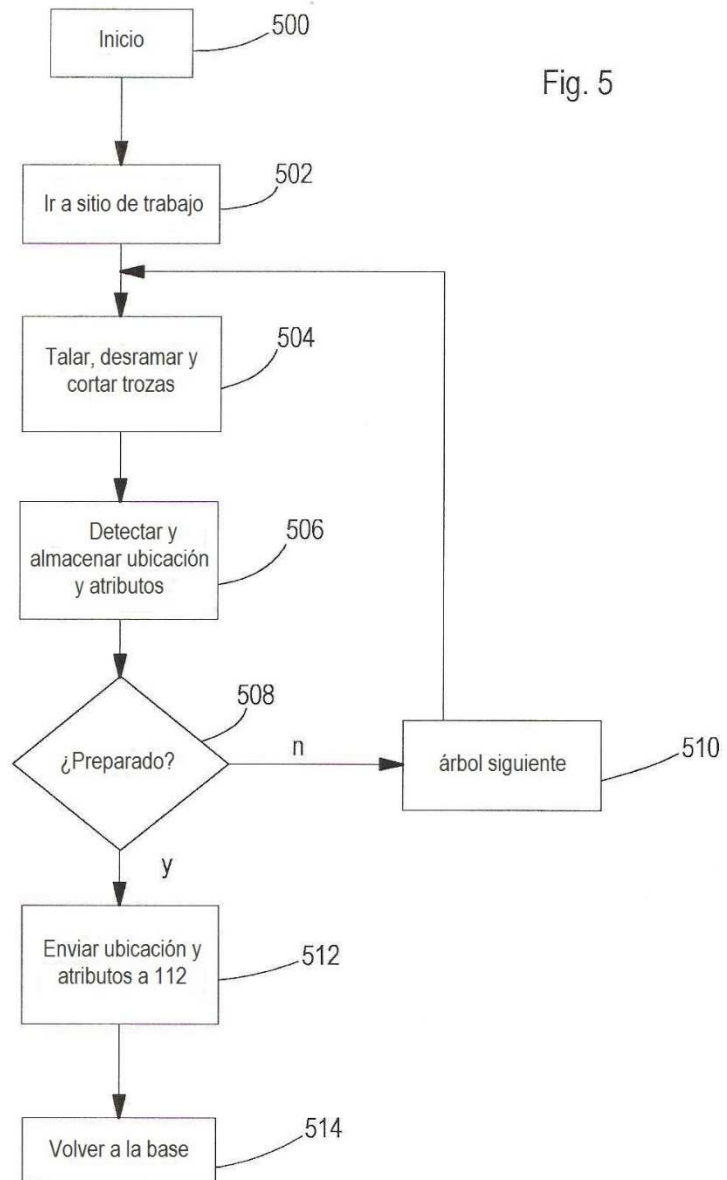 Inicio
500
Fig. 5
Ir a sitio de trabajo
502
Talar, desramar y
cortar trozas
504
Detectar y
almacenar ubicación
y atributos
506
¿Preparado?
508
n
árbol siguiente
510
y
Enviar ubicación y
atributos a 112
512
Volver a la base
514